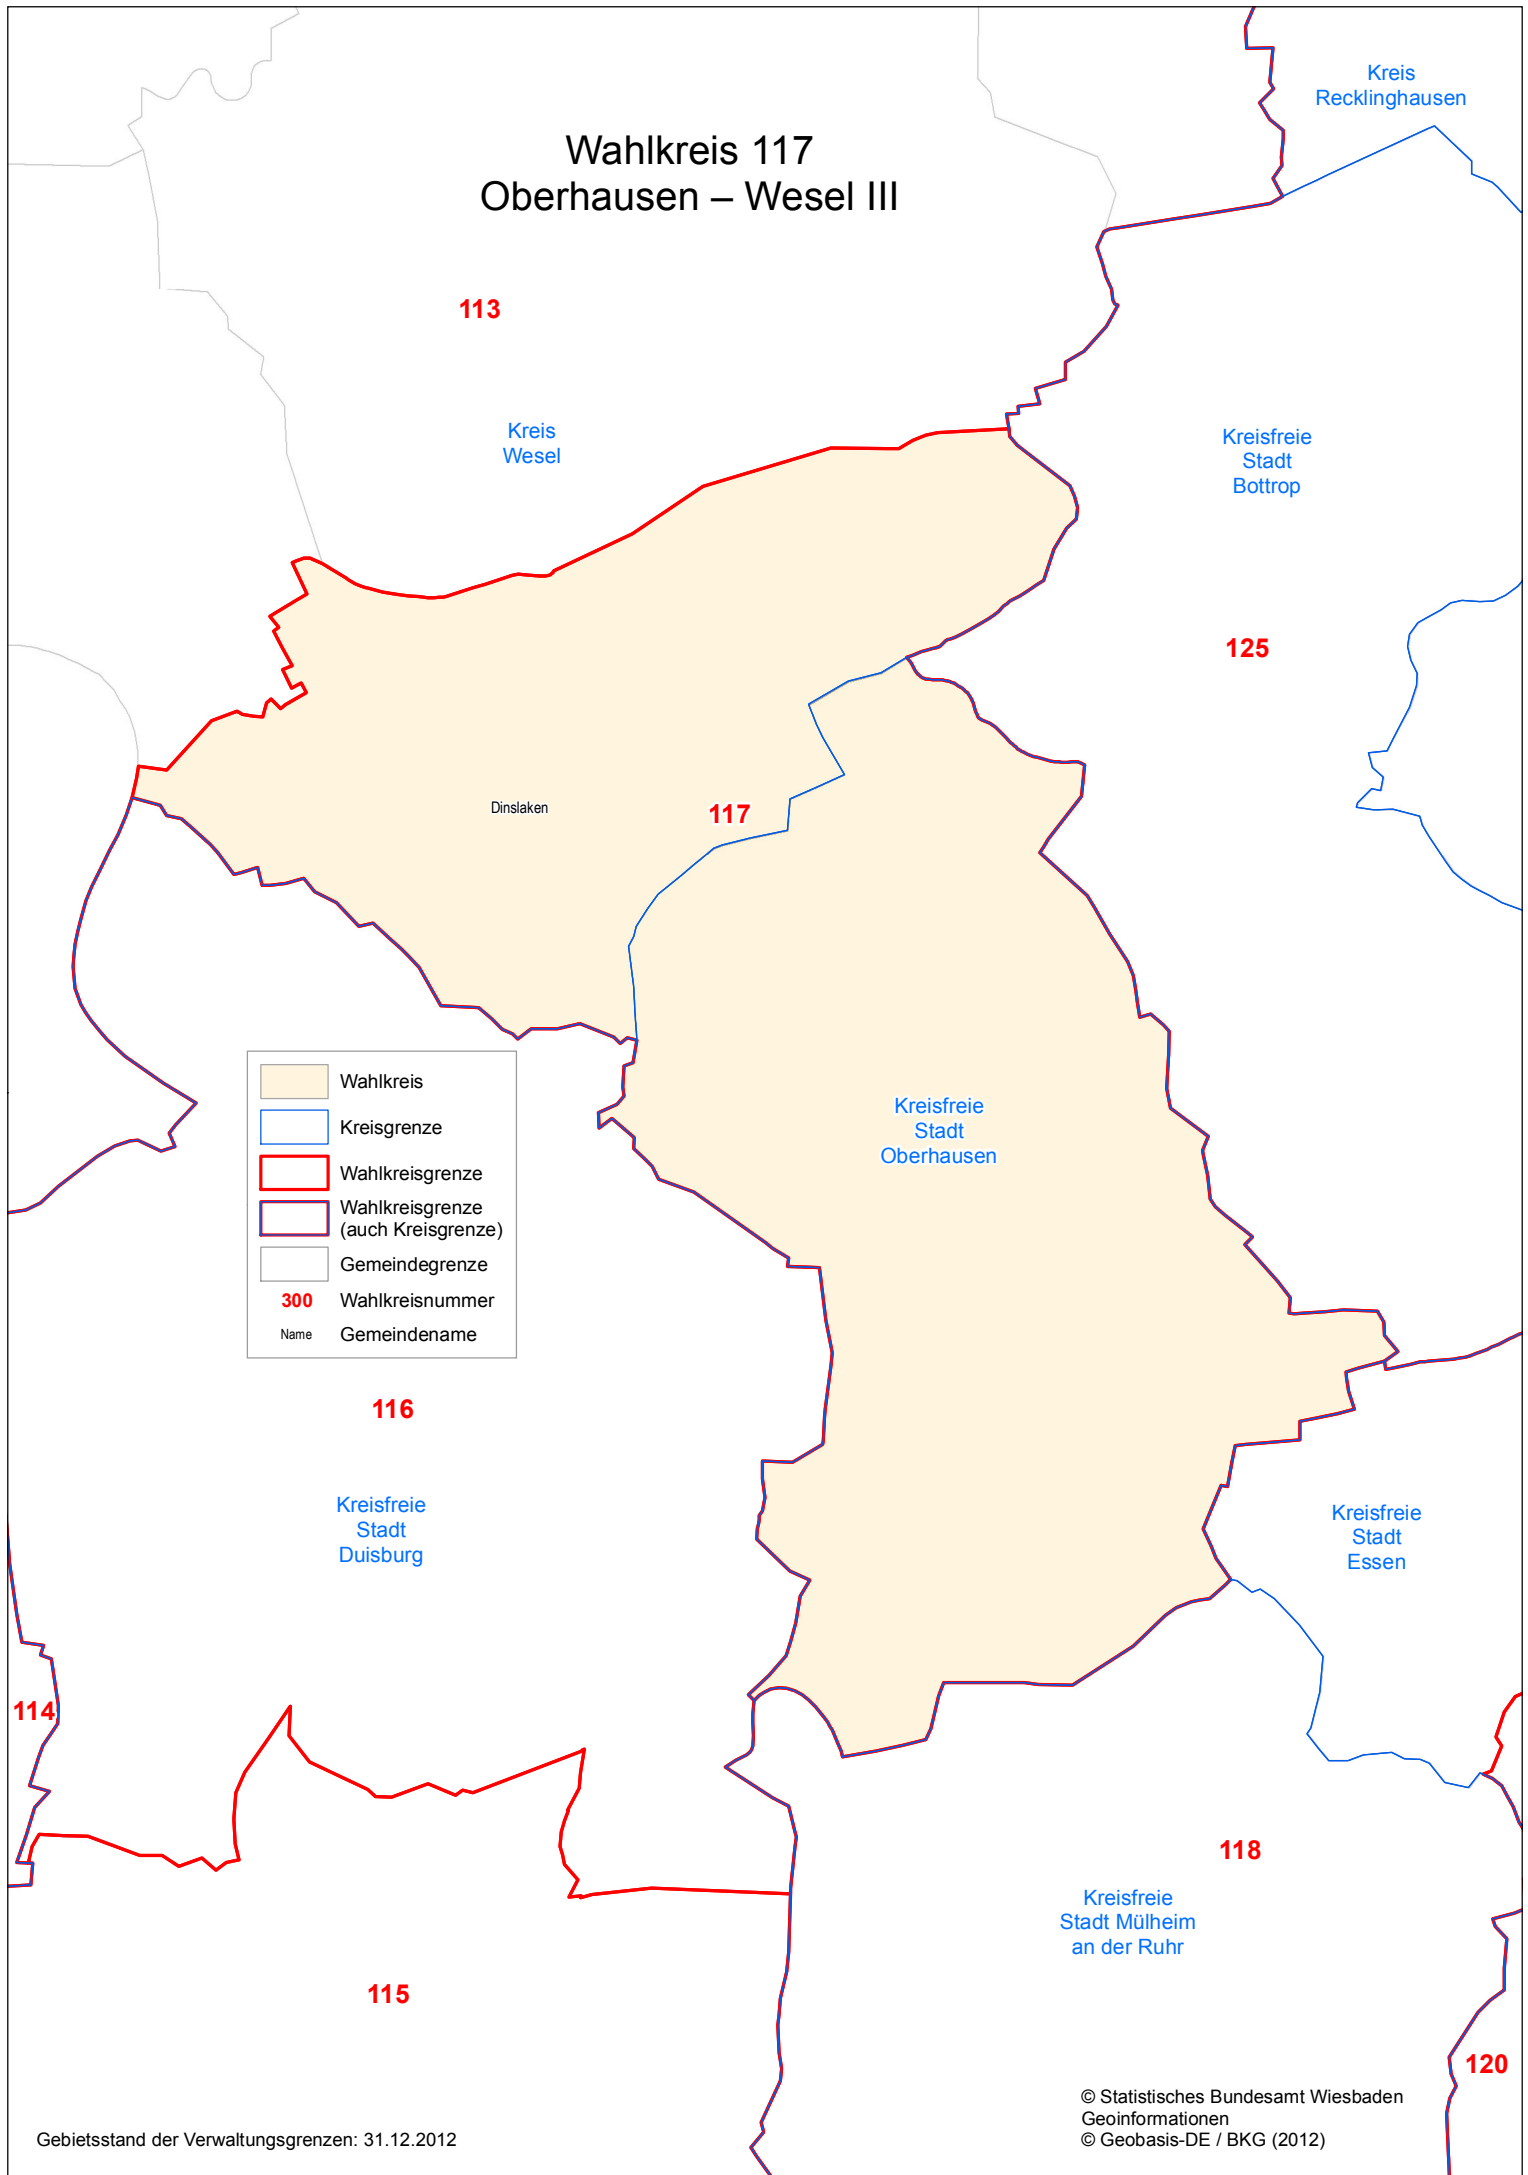 Kreis
Recklinghausen
Wahlkreis 117
Oberhausen – Wesel III
113
Kreis
Wesel
Kreisfreie
Stadt
Bottrop
125
Dinslaken
117
Wahlkreis
Kreisgrenze
Wahlkreisgrenze
Wahlkreisgrenze
(auch Kreisgrenze)
Gemeindegrenze
300 Wahlkreisnummer
Name Gemeindename
Kreisfreie
Stadt
Oberhausen
116
Kreisfreie
Stadt
Duisburg
Kreisfreie
Stadt
Essen
114
118
Kreisfreie
Stadt Mülheim
an der Ruhr
115
120
Gebietsstand der Verwaltungsgrenzen: 31.12.2012
© Statistisches Bundesamt Wiesbaden
Geoinformationen
© Geobasis-DE / BKG (2012)